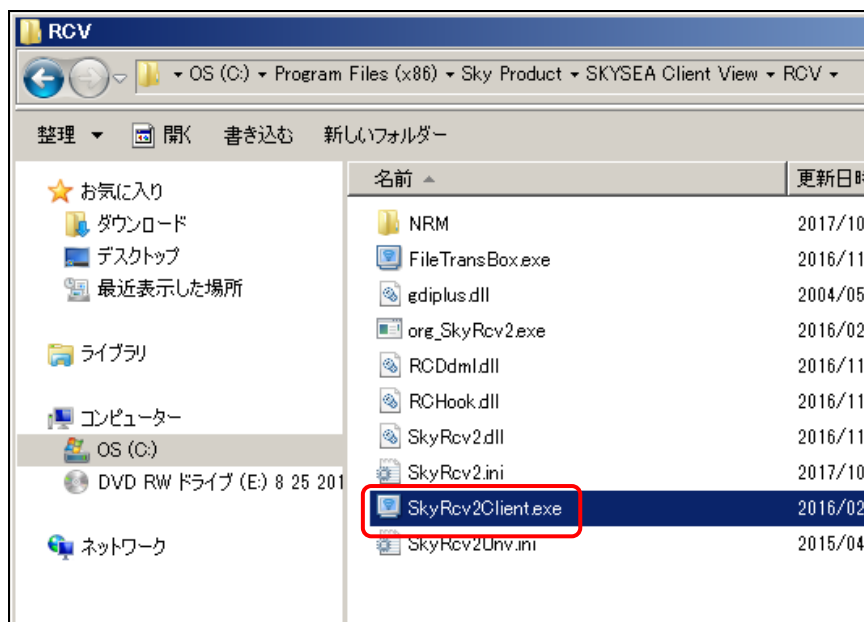 RCV
OS (C:) ▾ Program Files (x86) ▾ Sky Product ▾ SKYSEA Client View ▾ RCV ▾
整理 ▼ 開く 書き込む 新しいフォルダー
お気に入り
ダウンロード
デスクトップ
最近表示した場所
ライブラリ
コンピューター
OS (C:)
DVD RW ドライブ (E:) 8 25 201
ネットワーク
名前 更新日時
NRM 2017/10
FileTransBox.exe 2016/11
gdiplus.dll 2004/05
org_SkyRcv2.exe 2016/02
RCDdml.dll 2016/11
RCHook.dll 2016/11
SkyRcv2.dll 2016/11
SkyRcv2.ini 2017/10
SkyRcv2Client.exe 2016/02
SkyRcv2Unv.ini 2015/04